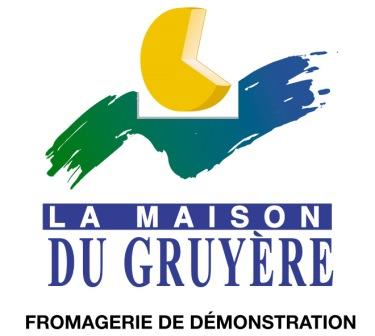 LA MAISON
DU GRUYÈRE
FROMAGERIE DE DÉMONSTRATION